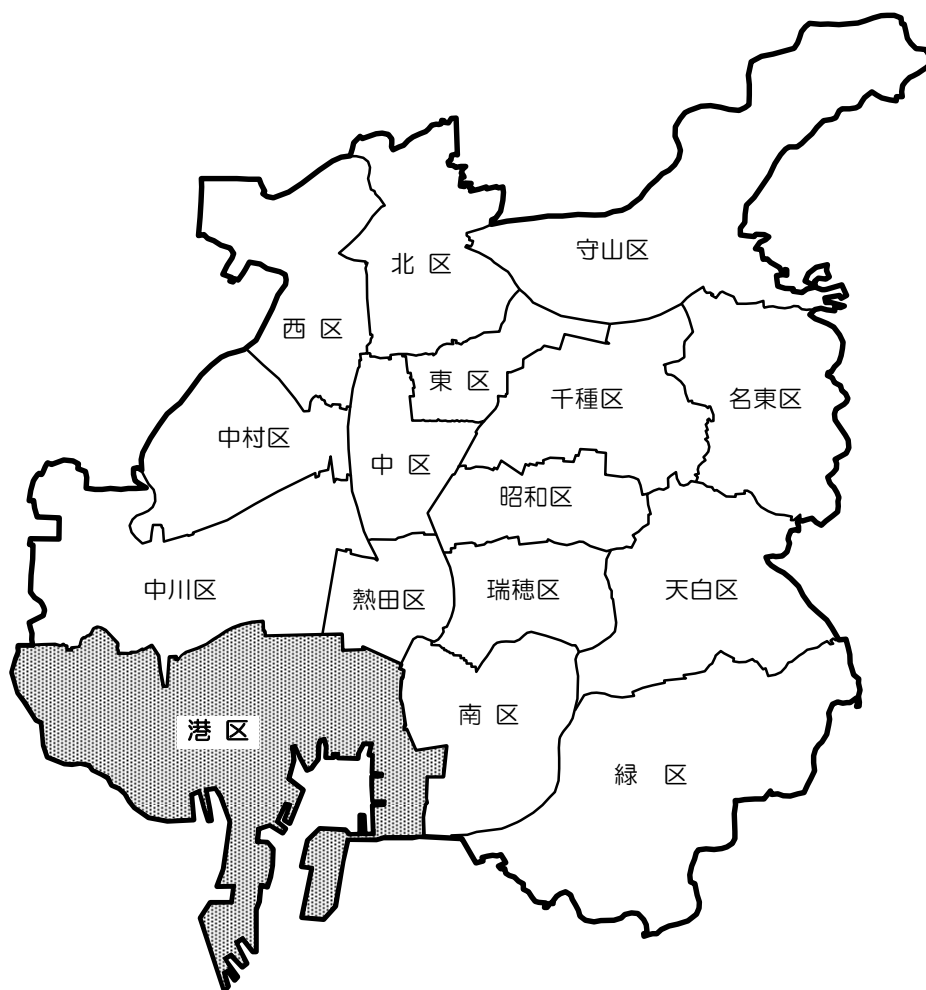 守山区
北 区
西 区
東 区
千種区
名東区
中村区
中 区
昭和区
中川区
熱田区
瑞穂区
天白区
港 区
南 区
緑 区